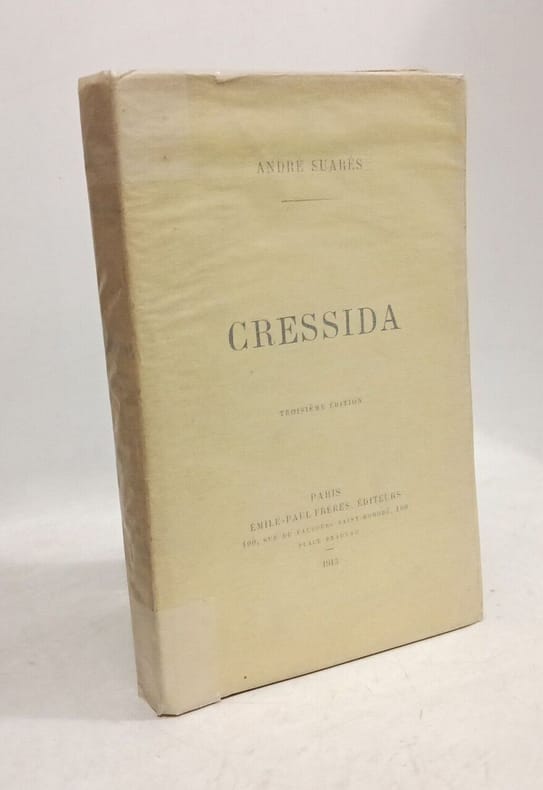 ANDRÉ SUARÈS
CRESSIDA
TROISIÈME ÉDITION
PARIS
ÉMILE-PAUL FRÈRES, ÉDITEURS
100, RUE DU FAUBOURG SAINT-HONORÉ, 100
PLACE BEAUVAU
1913